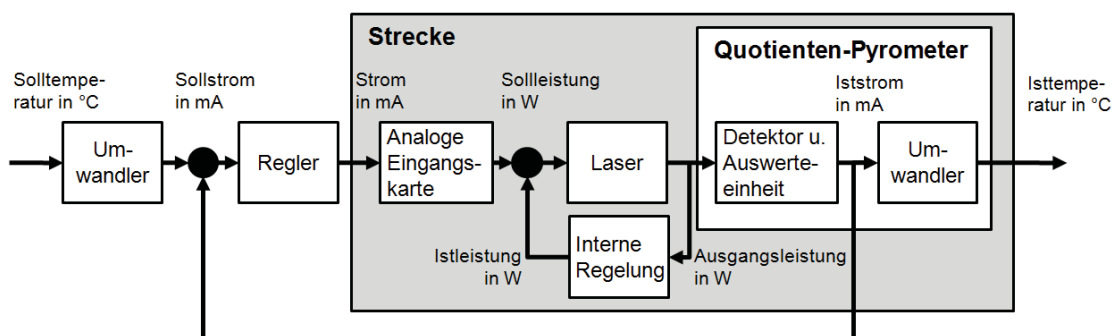 Strecke
Quotienten-Pyrometer
Solltempe-
ratur in °C
Sollstrom
in mA
Strom
in mA
Sollleistung
in W
Iststrom
in mA
Isttempe-
ratur in °C
Um-
wandler
Regler
Analoge
Eingangs-
karte
Laser
Detektor u.
Auswerte-
einheit
Um-
wandler
Istleistung
in W
Interne
Regelung
Ausgangsleistung
in W